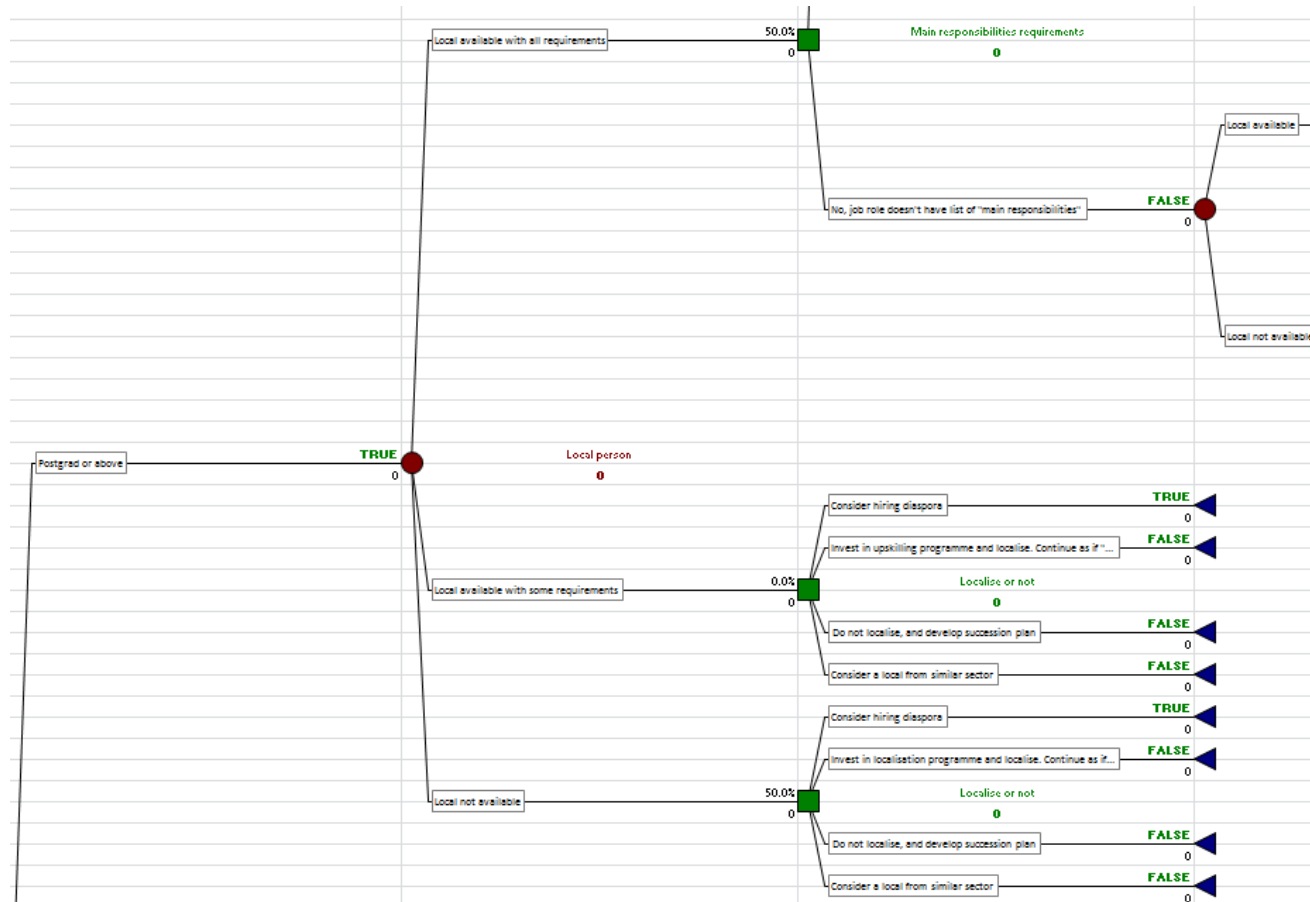 50.0%
Local available with all requirements
0
Main responsibilities requirements
0
Local available
FALSE
No, job role doesn't have list of "main responsibilities"
0
Local not available
TRUE
Postgrad or above
0
Local person
0
TRUE
Consider hiring diaspora
0
FALSE
Invest in upskilling programme and localise. Continue as if "...
0
0.0%
Local available with some requirements
0
Localise or not
0
FALSE
Do not localise, and develop succession plan
0
FALSE
Consider a local from similar sector
0
TRUE
Consider hiring diaspora
0
FALSE
Invest in localisation programme and localise. Continue as if...
0
50.0%
Local not available
0
Localise or not
0
FALSE
Do not localise, and develop succession plan
0
FALSE
Consider a local from similar sector
0